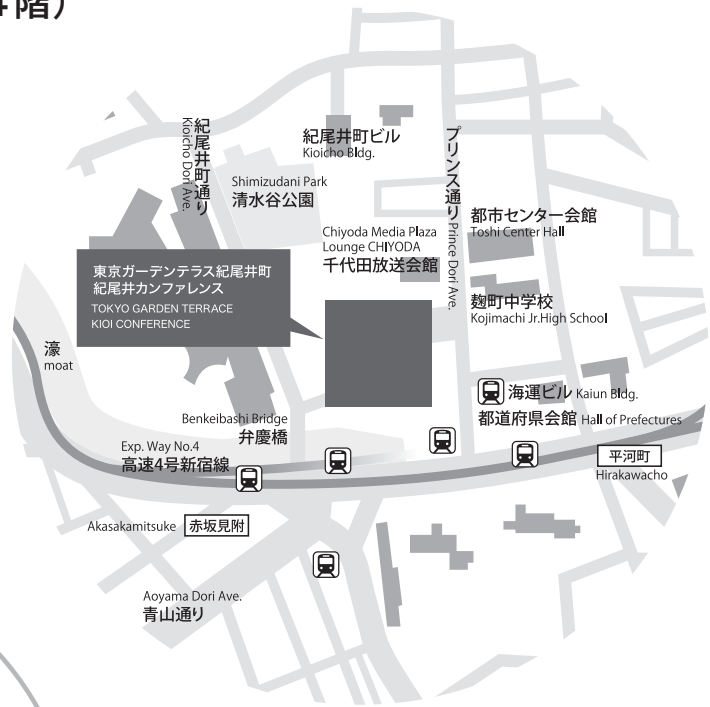 階）
紀尾井町通り
Kioicho Dori Ave.
紀尾井町ビル
Kioicho Bldg.
プリンス通り Prince Dori Ave.
Shimizudani Park
清水谷公園
都市センター会館
Toshi Center Hall
Chiyoda Media Plaza
Lounge CHIYODA
千代田放送会館
東京ガーデンテラス紀尾井町
紀尾井カンファレンス
TOKYO GARDEN TERRACE
KIOI CONFERENCE
麹町中学校
Kojimachi Jr.High School
濠
moat
海運ビル Kaiun Bldg.
都道府県会館 Hall of Prefectures
Benkeibashi Bridge
弁慶橋
Exp. Way No.4
高速4号新宿線
平河町
Hirakawacho
Akasakamitsuke 赤坂見附
Aoyama Dori Ave.
青山通り